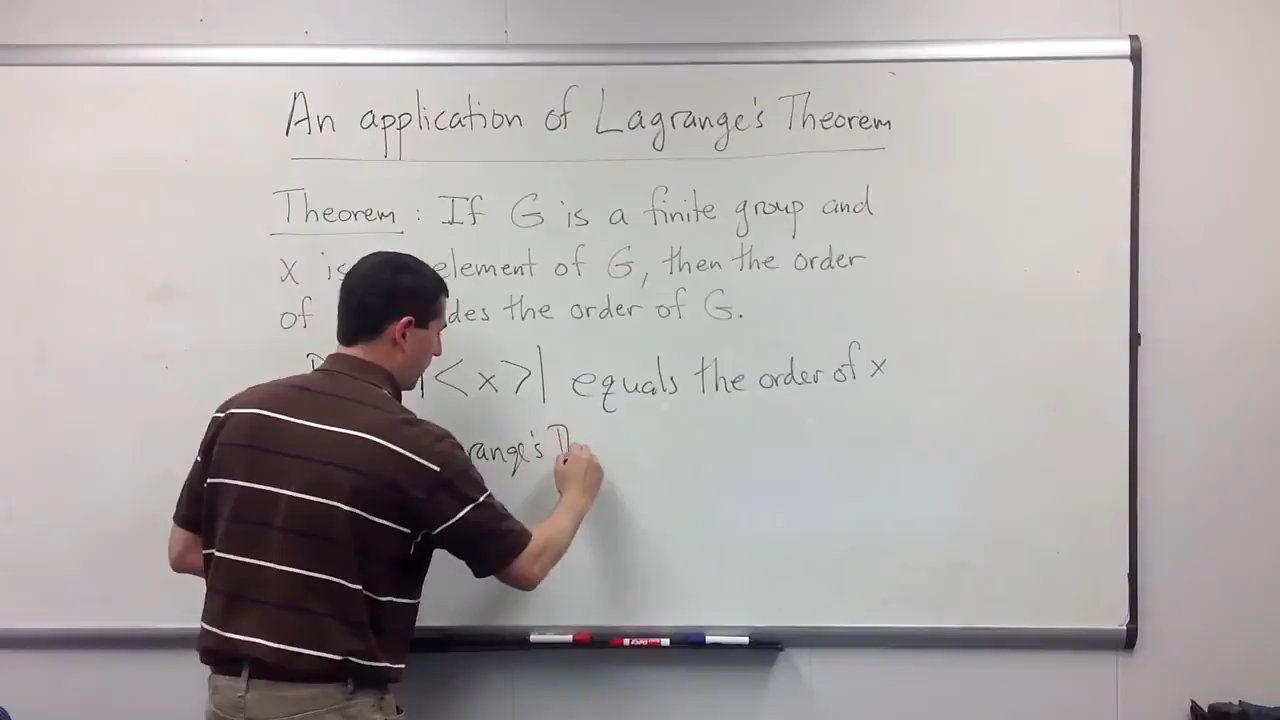 An application of Lagrange's Theorem
Theorem : If G is a finite group and
x is element of G, then the order
of des the order of G.
|<x>| equals the order of x
range's